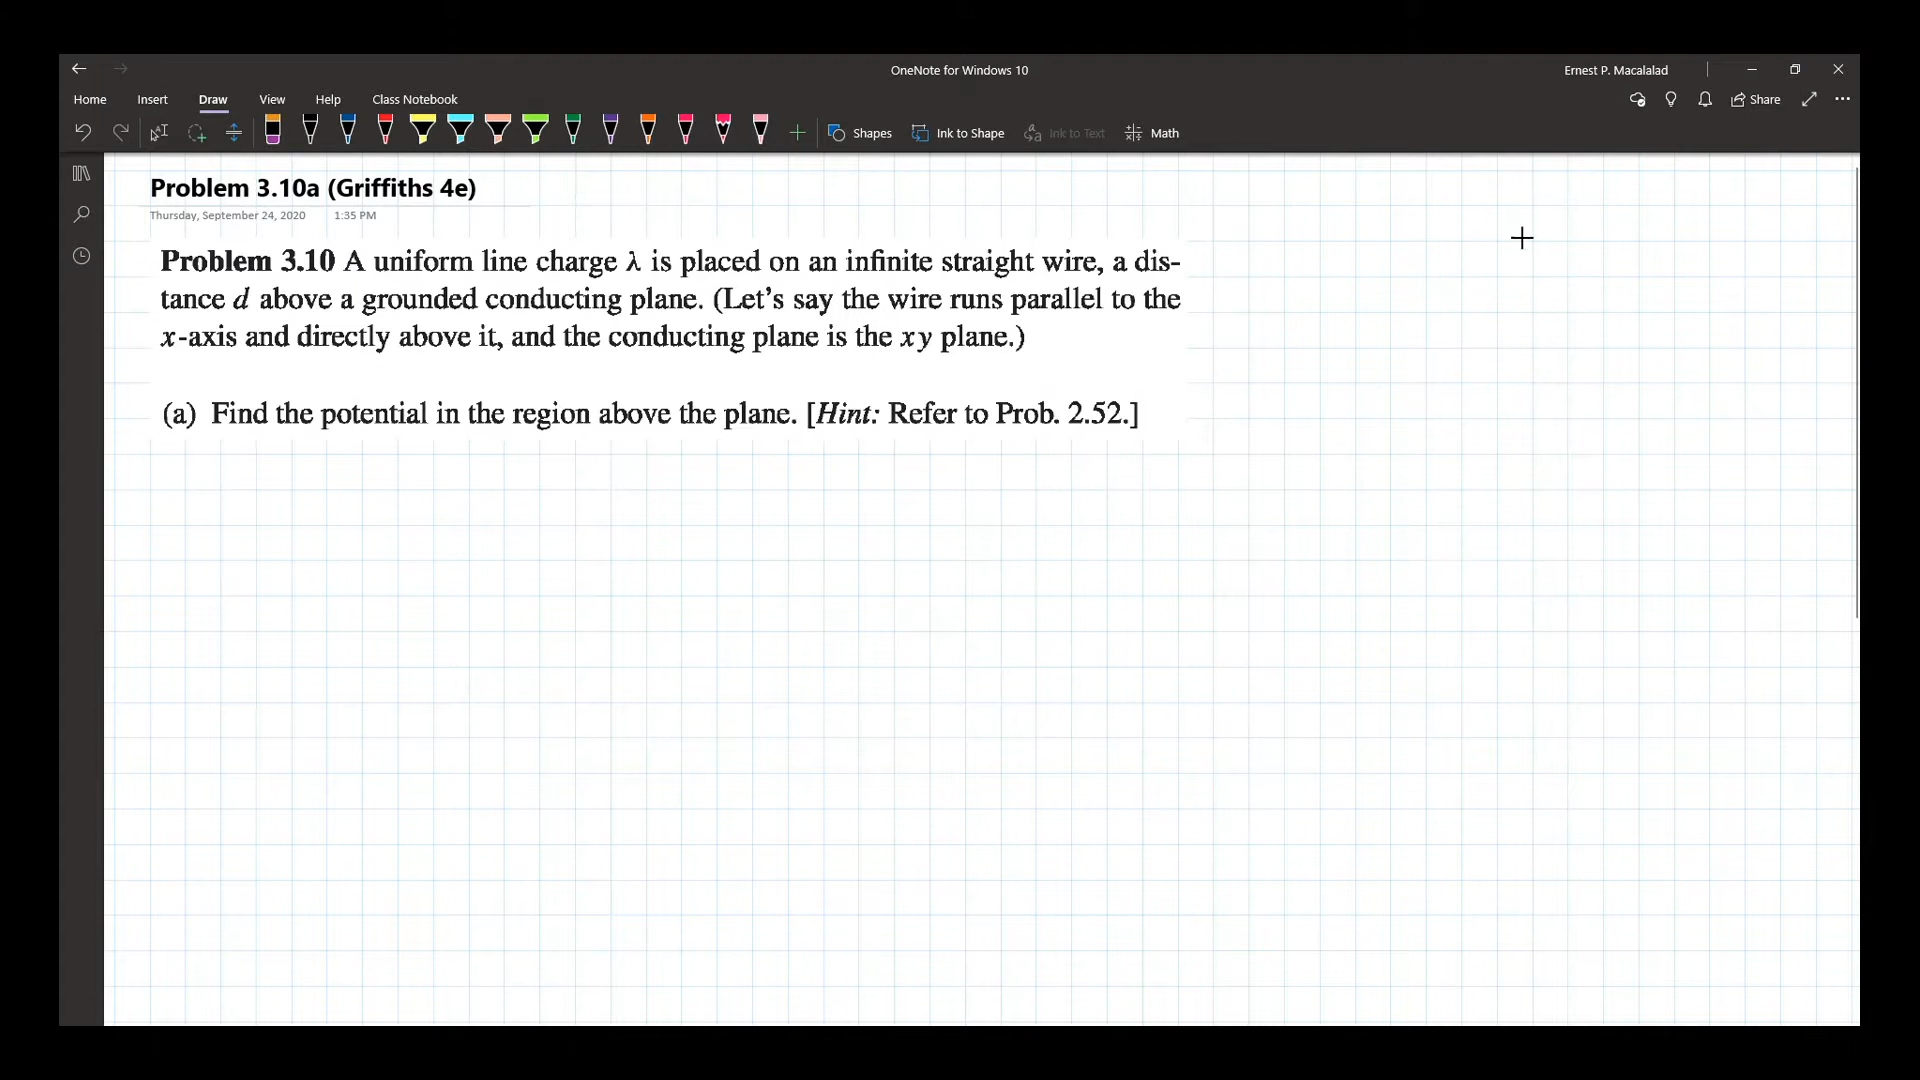 OneNote for Windows 10
Ernest P. Macalalad
Home Insert Draw View Help Class Notebook
Share
Shapes Ink to Shape Ink to Text Math
Problem 3.10a (Griffiths 4e)
Thursday, September 24, 2020 1:35 PM
Problem 3.10 A uniform line charge λ is placed on an infinite straight wire, a dis-
tance d above a grounded conducting plane. (Let's say the wire runs parallel to the
x-axis and directly above it, and the conducting plane is the xy plane.)
(a) Find the potential in the region above the plane. [Hint: Refer to Prob. 2.52.]